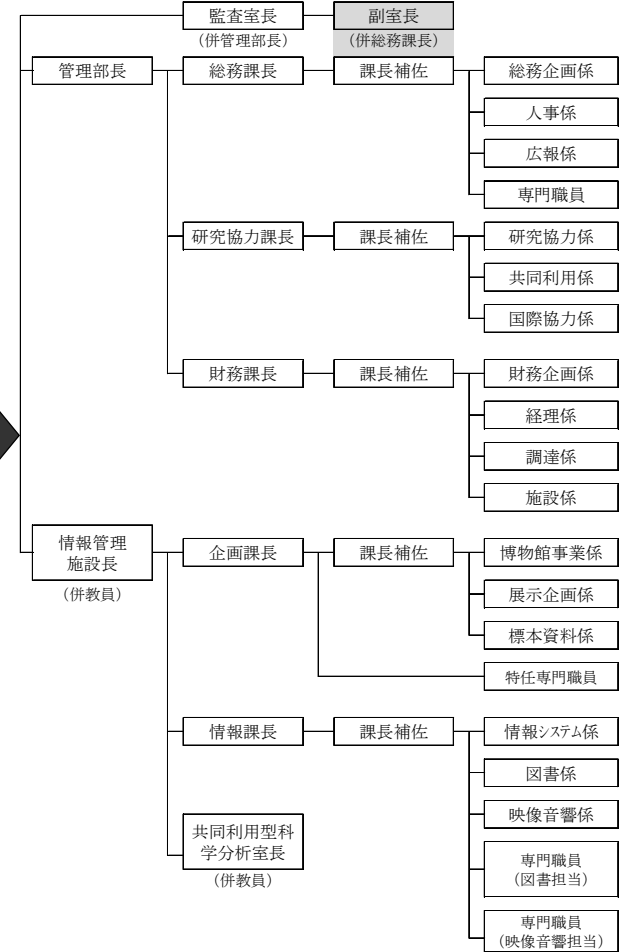 監査室長
副室長
(併管理部長)
(併総務課長)
管理部長
総務課長
課長補佐
総務企画係
人事係
広報係
専門職員
研究協力課長
課長補佐
研究協力係
共同利用係
国際協力係
財務課長
課長補佐
財務企画係
経理係
調達係
施設係
情報管理
施設長
(併教員)
企画課長
課長補佐
博物館事業係
展示企画係
標本資料係
特任専門職員
情報課長
課長補佐
情報システム係
図書係
映像音響係
共同利用型科
学分析室長
(併教員)
専門職員
(図書担当)
専門職員
(映像音響担当)